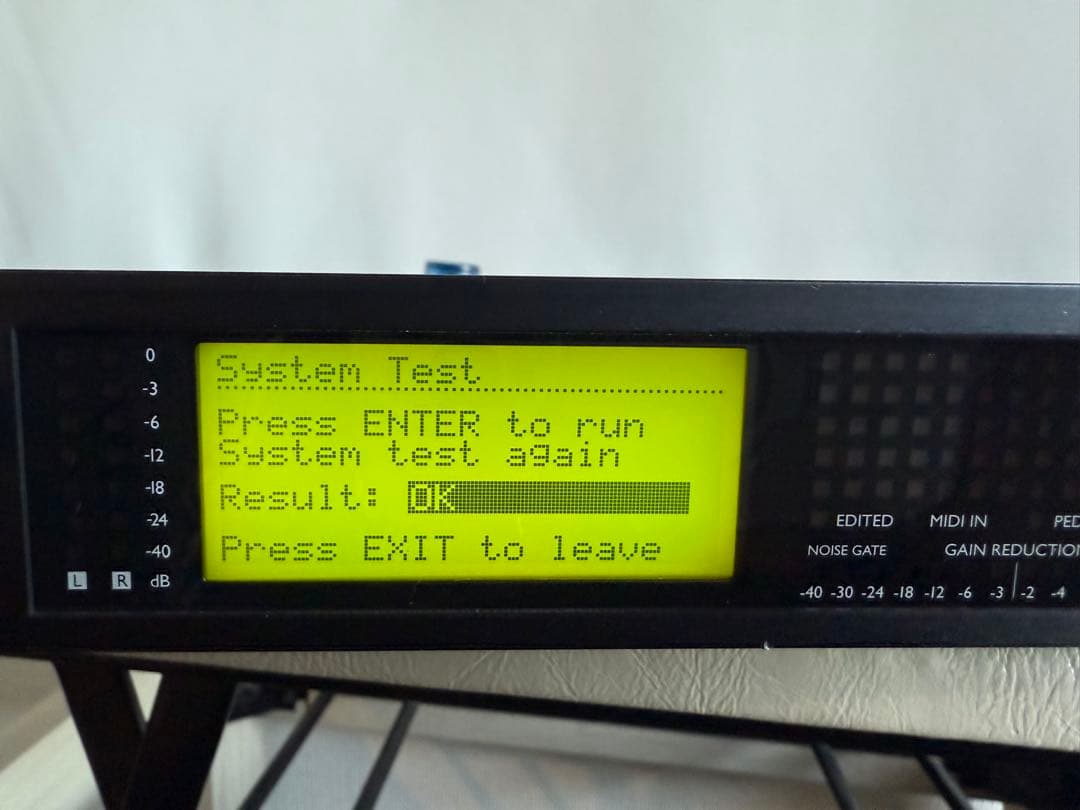 0
-3
-6
-12
-18
-24
-40
L R dB
System Test
Press ENTER to run
System test again
Result: OK
Press EXIT to leave
EDITED MIDI IN PED
NOISE GATE GAIN REDUCTION
-40 -30 -24 -18 -12 -6 -3 -2 -4